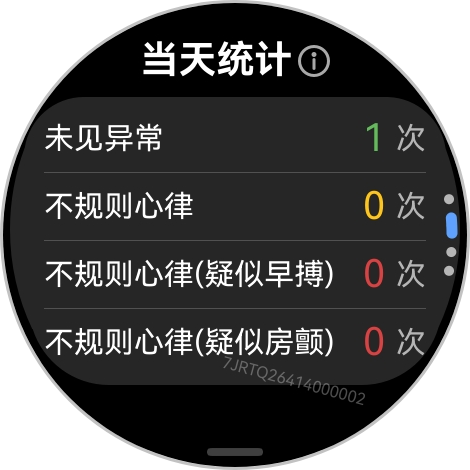 当天统计
未见异常 1 次
不规则心律 0 次
不规则心律(疑似早搏) 0 次
不规则心律(疑似房颤) 0 次
7JRTQ26414000002